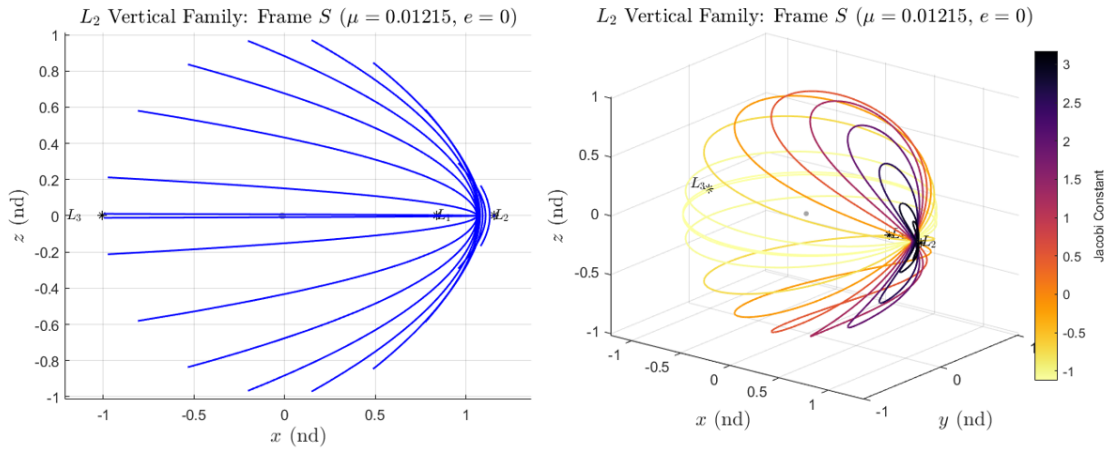 L₂ Vertical Family: Frame S (μ = 0.01215, e = 0)
1
0.8
0.6
0.4
0.2
0
-0.2
-0.4
-0.6
-0.8
-1
z (nd)
L₃
L₁
L₂
-1
-0.5
0
0.5
1
x (nd)
L₂ Vertical Family: Frame S (μ = 0.01215, e = 0)
1
0.5
0
-0.5
-1
z (nd)
L₃
L₂
-1
-0.5
0
0.5
1
x (nd)
-1
0
1
y (nd)
3
2.5
2
1.5
1
0.5
0
-0.5
-1
Jacobi Constant